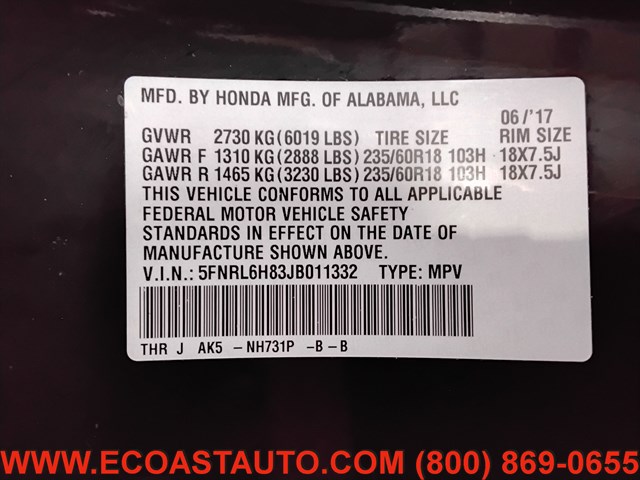 MFD. BY HONDA MFG. OF ALABAMA, LLC
06/'17
GVWR 2730 KG (6019 LBS) TIRE SIZE RIM SIZE
GAWR F 1310 KG (2888 LBS) 235/60R18 103H 18X7.5J
GAWR R 1465 KG (3230 LBS) 235/60R18 103H 18X7.5J
THIS VEHICLE CONFORMS TO ALL APPLICABLE
FEDERAL MOTOR VEHICLE SAFETY
STANDARDS IN EFFECT ON THE DATE OF
MANUFACTURE SHOWN ABOVE.
V.I.N.: 5FNRL6H83JB011332 TYPE: MPV
THR J AK5 - NH731P -B - B
WWW.ECOASTAUTO.COM (800) 869-0655